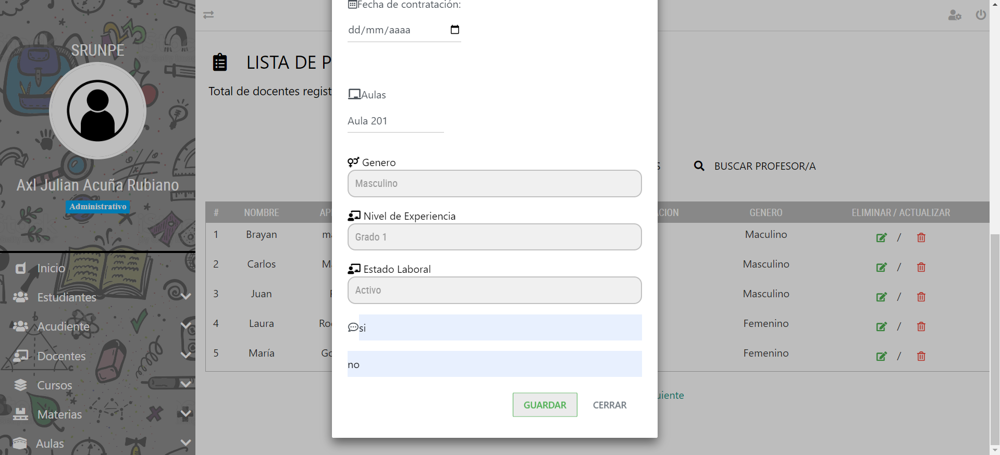 SRUNPE
Axl Julian Acuña Rubiano
Administrativo
Inicio
Estudiantes
Acudiente
Docentes
Cursos
Materias
Aulas
LISTA DE P
Total de docentes regist
BUSCAR PROFESOR/A
# NOMBRE AP ACION GENERO ELIMINAR / ACTUALIZAR
1 Brayan ma Maculino /
2 Carlos Ma Masculino /
3 Juan Masculino /
4 Laura Ro Femenino /
5 María Go Femenino /
uiente
Fecha de contratación:
dd/mm/aaaa
Aulas
Aula 201
Genero
Masculino
Nivel de Experiencia
Grado 1
Estado Laboral
Activo
si
no
GUARDAR CERRAR